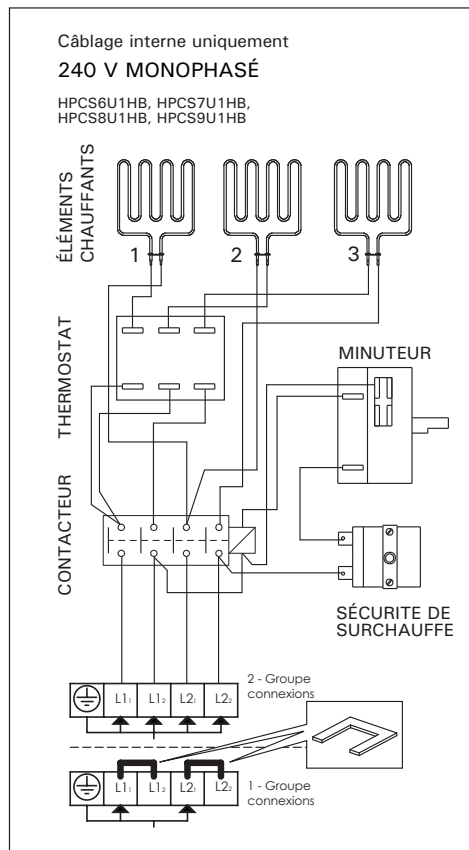 Câblage interne uniquement
240 V MONOPHASÉ
HPCS6U1HB, HPCS7U1HB,
HPCS8U1HB, HPCS9U1HB
ÉLÉMENTS
CHAUFFANTS
1
2
3
THERMOSTAT
MINUTEUR
CONTACTEUR
SÉCURITE DE
SURCHAUFFE
2 - Groupe
connexions
L1₁ L1₂ L2₁ L2₂
L1₁ L1₂ L2₁ L2₂
1 - Groupe
connexions